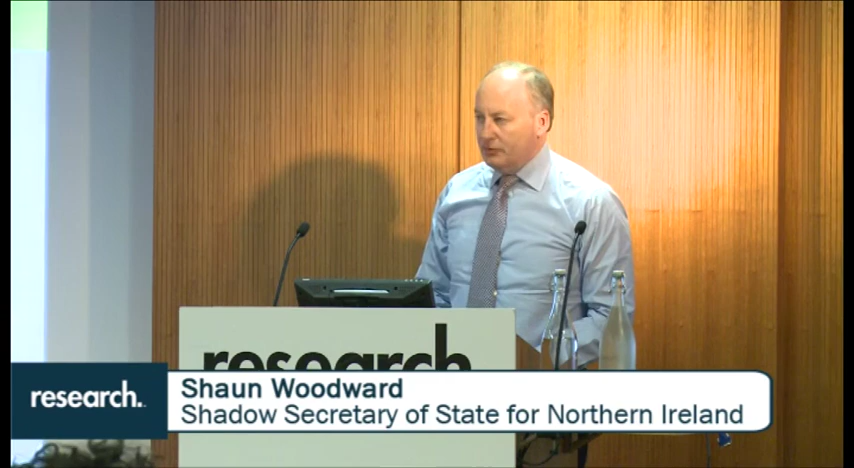 research
research.
Shaun Woodward
Shadow Secretary of State for Northern Ireland